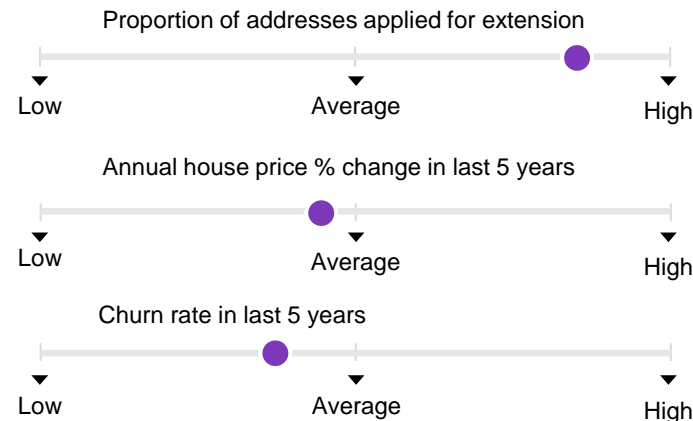 Proportion of addresses applied for extension
Low Average High
Annual house price % change in last 5 years
Low Average High
Churn rate in last 5 years
Low Average High